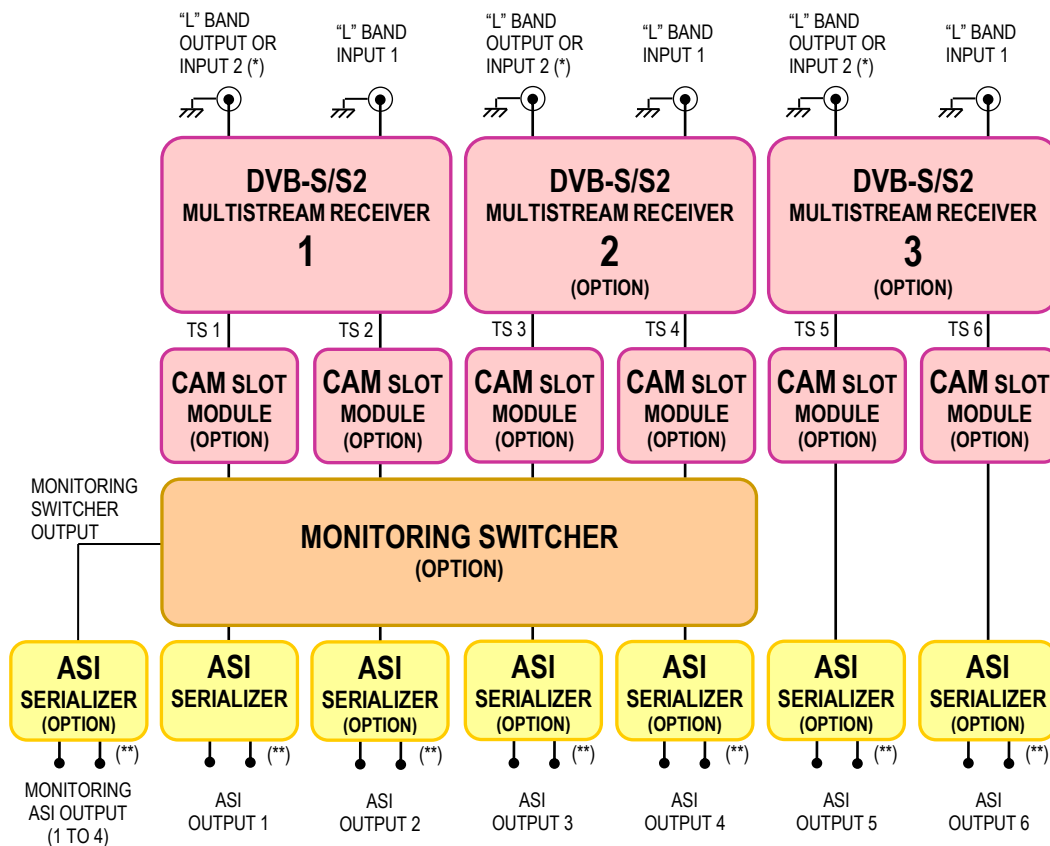 “L” BAND
OUTPUT OR
INPUT 2 (*)
“L” BAND
INPUT 1
“L” BAND
OUTPUT OR
INPUT 2 (*)
“L” BAND
INPUT 1
“L” BAND
OUTPUT OR
INPUT 2 (*)
“L” BAND
INPUT 1
DVB-S/S2
MULTISTREAM RECEIVER
1
DVB-S/S2
MULTISTREAM RECEIVER
2
(OPTION)
DVB-S/S2
MULTISTREAM RECEIVER
3
(OPTION)
TS 1
TS 2
TS 3
TS 4
TS 5
TS 6
CAM SLOT
MODULE
(OPTION)
CAM SLOT
MODULE
(OPTION)
CAM SLOT
MODULE
(OPTION)
CAM SLOT
MODULE
(OPTION)
CAM SLOT
MODULE
(OPTION)
CAM SLOT
MODULE
(OPTION)
MONITORING
SWITCHER
OUTPUT
MONITORING SWITCHER
(OPTION)
ASI
SERIALIZER
(OPTION)
ASI
SERIALIZER
ASI
SERIALIZER
(OPTION)
ASI
SERIALIZER
(OPTION)
ASI
SERIALIZER
(OPTION)
ASI
SERIALIZER
(OPTION)
ASI
SERIALIZER
(OPTION)
(**)
(**)
(**)
(**)
(**)
(**)
(**)
MONITORING
ASI OUTPUT
(1 TO 4)
ASI
OUTPUT 1
ASI
OUTPUT 2
ASI
OUTPUT 3
ASI
OUTPUT 4
ASI
OUTPUT 5
ASI
OUTPUT 6